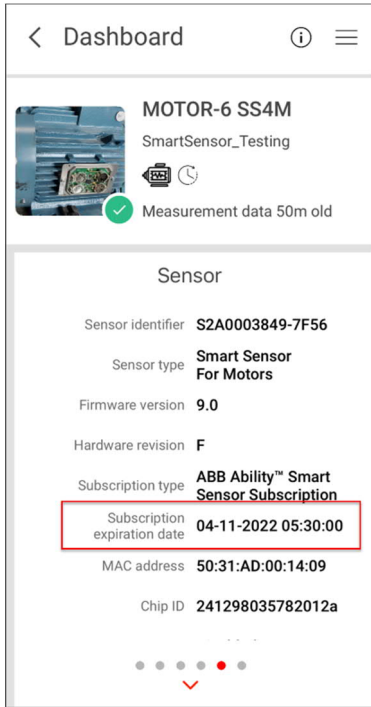 Dashboard
MOTOR-6 SS4M
SmartSensor_Testing
Measurement data 50m old
Sensor
Sensor identifier S2A0003849-7F56
Sensor type Smart Sensor
For Motors
Firmware version 9.0
Hardware revision F
Subscription type ABB Ability™ Smart
Sensor Subscription
Subscription
expiration date 04-11-2022 05:30:00
MAC address 50:31:AD:00:14:09
Chip ID 241298035782012a